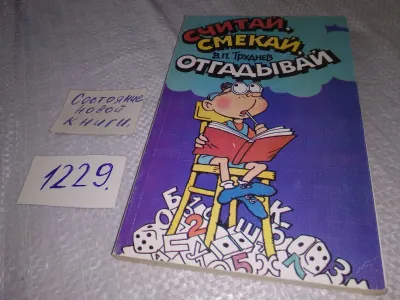 СЧИТАЙ,
СМЕКАЙ,
В.П. ТРУДНЕВ
ОТГАДЫВАЙ
Состояние
новой
книги.
1229.